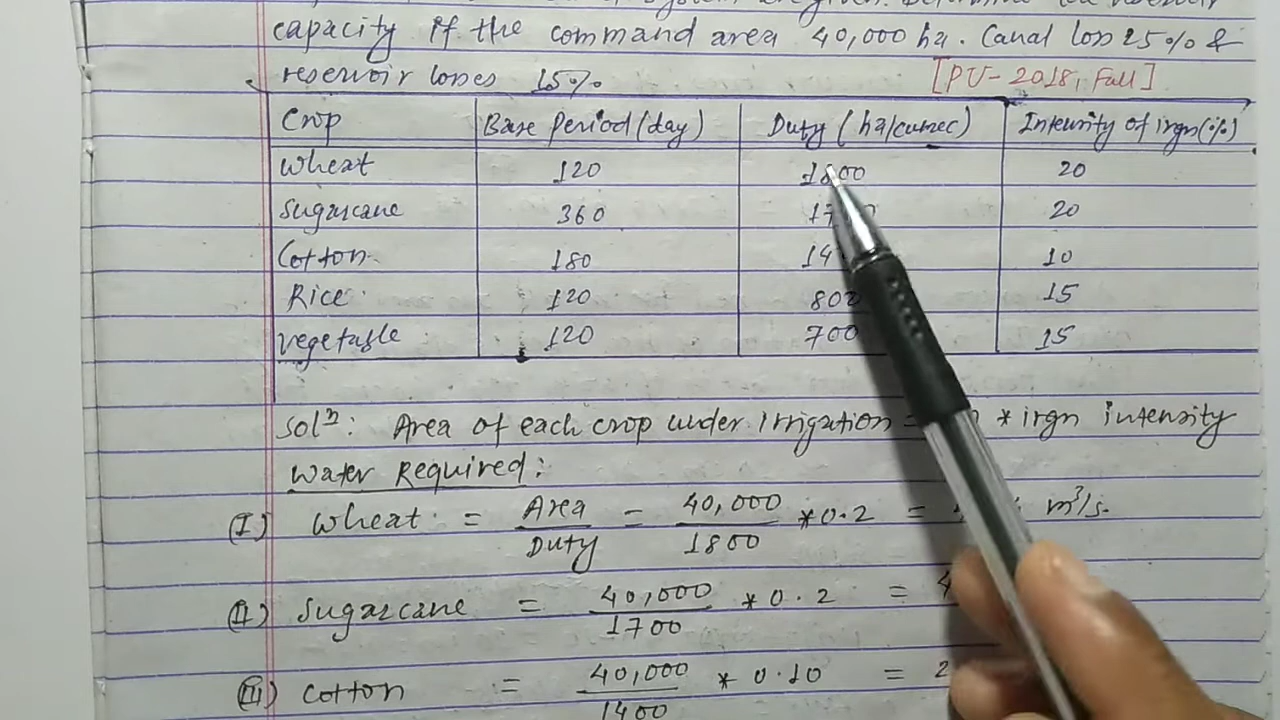 capacity if the command area 40,000 ha. Canal loss 25% &
reservoir losses 15%. [PU-2018, Fall]
Crop Base Period (day) Duty (ha/cumec) Intensity of irgn (%)
Wheat 120 1800 20
Sugarcane 360 20
Cotton 180 10
Rice 120 800 15
vegetable 120 700 15
Solⁿ: Area of each crop under irrigation = * irgn intensity
Water Required:
(I) Wheat = Area / Duty = 40,000 / 1800 * 0.2 = m³/s.
(II) Sugarcane = 40,000 / 1700 * 0.2 = 4
(III) Cotton = 40,000 / 1400 * 0.10 = 2